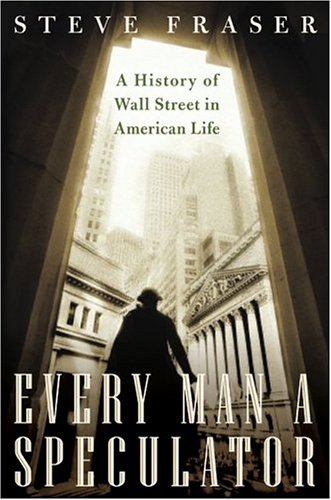 STEVE FRASER
A History of
Wall Street in
American Life
EVERY MAN A
SPECULATOR